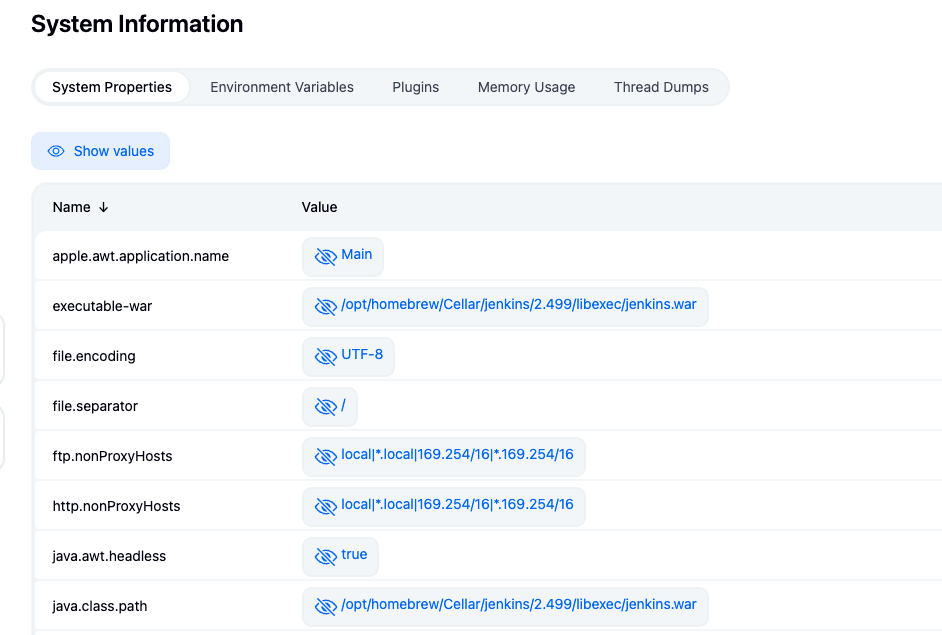 System Information
System Properties Environment Variables Plugins Memory Usage Thread Dumps
Show values
Name ↓ Value
apple.awt.application.name Main
executable-war /opt/homebrew/Cellar/jenkins/2.499/libexec/jenkins.war
file.encoding UTF-8
file.separator /
ftp.nonProxyHosts local|*.local|169.254/16|*.169.254/16
http.nonProxyHosts local|*.local|169.254/16|*.169.254/16
java.awt.headless true
java.class.path /opt/homebrew/Cellar/jenkins/2.499/libexec/jenkins.war